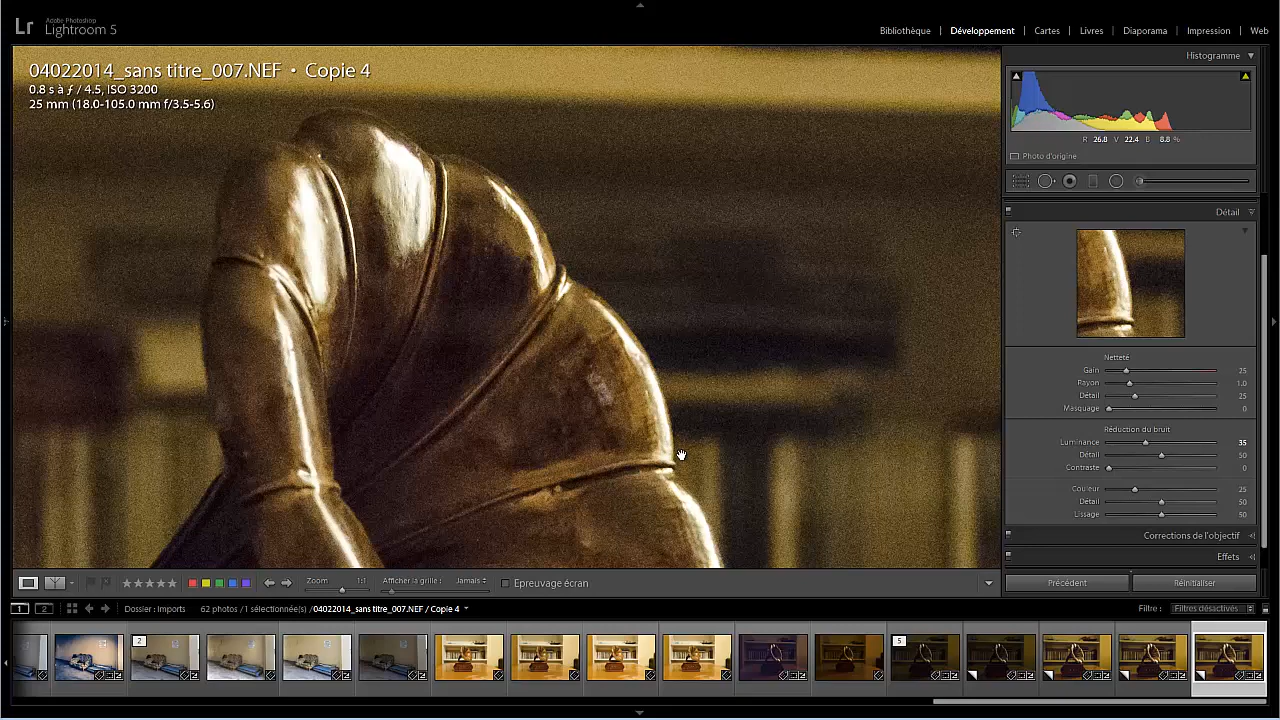 Lr Adobe Photoshop
Lightroom 5
Bibliothèque | Développement | Cartes | Livres | Diaporama | Impression | Web
04022014_sans titre_007.NEF • Copie 4
0.8 s à ƒ / 4.5, ISO 3200
25 mm (18.0-105.0 mm f/3.5-5.6)
Histogramme
R 26.8 V 22.4 B 8.8 %
Photo d'origine
Détail
Netteté
Gain 25
Rayon 1.0
Détail 25
Masquage 0
Réduction du bruit
Luminance 35
Détail 50
Contraste 0
Couleur 25
Détail 50
Lissage 50
Corrections de l'objectif
Effets
Zoom 1:1 Afficher la grille : Jamais Epreuvage écran
Précédent Réinitialiser
1 2 Dossier : imports 62 photos /1 sélectionnée(s) /04022014_sans titre_007.NEF / Copie 4 Filtre : Filtres désactivés
2 5